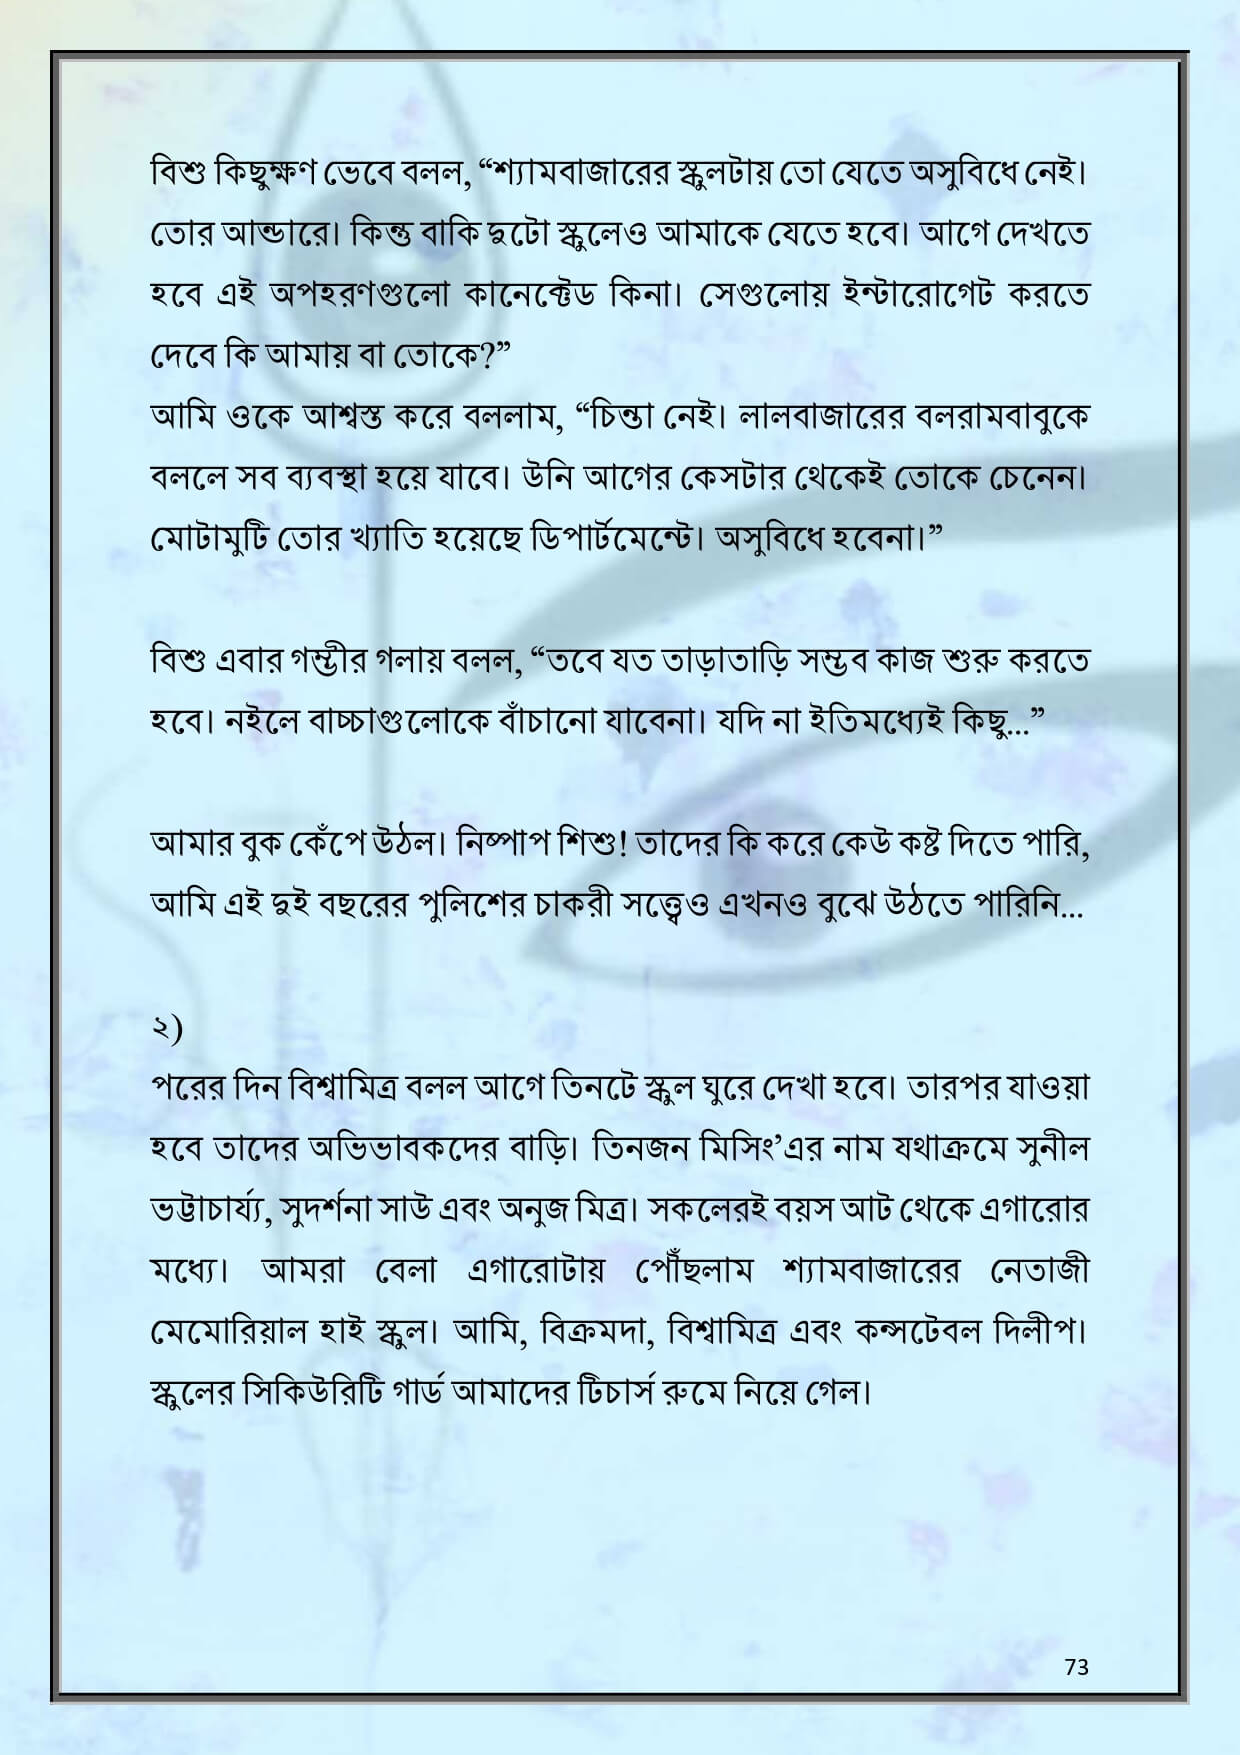 বিশু কিছুক্ষণ ভেবে বলল, “শ্যামবাজারের স্কুলটায় তো যেতে অসুবিধে নেই।
তোর আন্ডারে। কিন্তু বাকি দুটো স্কুলেও আমাকে যেতে হবে। আগে দেখতে
হবে এই অপহরণগুলো কানেক্টেড কিনা। সেগুলোয় ইন্টারোগেট করতে
দেবে কি আমায় বা তোকে?”
আমি ওকে আশ্বস্ত করে বললাম, “চিন্তা নেই। লালবাজারের বলরামবাবুকে
বললে সব ব্যবস্থা হয়ে যাবে। উনি আগের কেসটার থেকেই তোকে চেনেন।
মোটামুটি তোর খ্যাতি হয়েছে ডিপার্টমেন্টে। অসুবিধে হবেনা।”
বিশু এবার গম্ভীর গলায় বলল, “তবে যত তাড়াতাড়ি সম্ভব কাজ শুরু করতে
হবে। নইলে বাচ্চাগুলোকে বাঁচানো যাবেনা। যদি না ইতিমধ্যেই কিছু...”
আমার বুক কেঁপে উঠল। নিষ্পাপ শিশু! তাদের কি করে কেউ কষ্ট দিতে পারি,
আমি এই দুই বছরের পুলিশের চাকরী সত্ত্বেও এখনও বুঝে উঠতে পারিনি...
২)
পরের দিন বিশ্বামিত্র বলল আগে তিনটে স্কুল ঘুরে দেখা হবে। তারপর যাওয়া
হবে তাদের অভিভাবকদের বাড়ি। তিনজন মিসিং’এর নাম যথাক্রমে সুনীল
ভট্টাচার্য্য, সুদর্শনা সাউ এবং অনুজ মিত্র। সকলেরই বয়স আট থেকে এগারোর
মধ্যে। আমরা বেলা এগারোটায় পৌঁছলাম শ্যামবাজারের নেতাজী
মেমোরিয়াল হাই স্কুল। আমি, বিক্রমদা, বিশ্বামিত্র এবং কন্সটেবল দিলীপ।
স্কুলের সিকিউরিটি গার্ড আমাদের টিচার্স রুমে নিয়ে গেল।
73